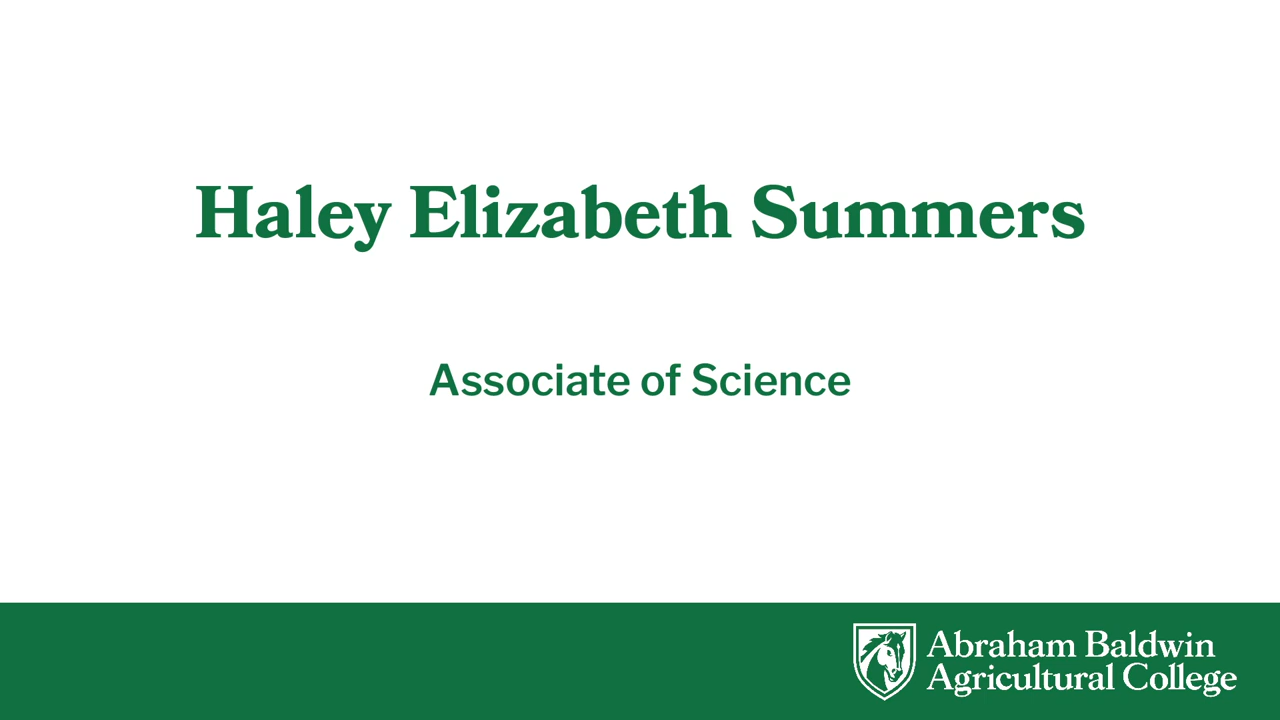 Haley Elizabeth Summers
Associate of Science
Abraham Baldwin
Agricultural College